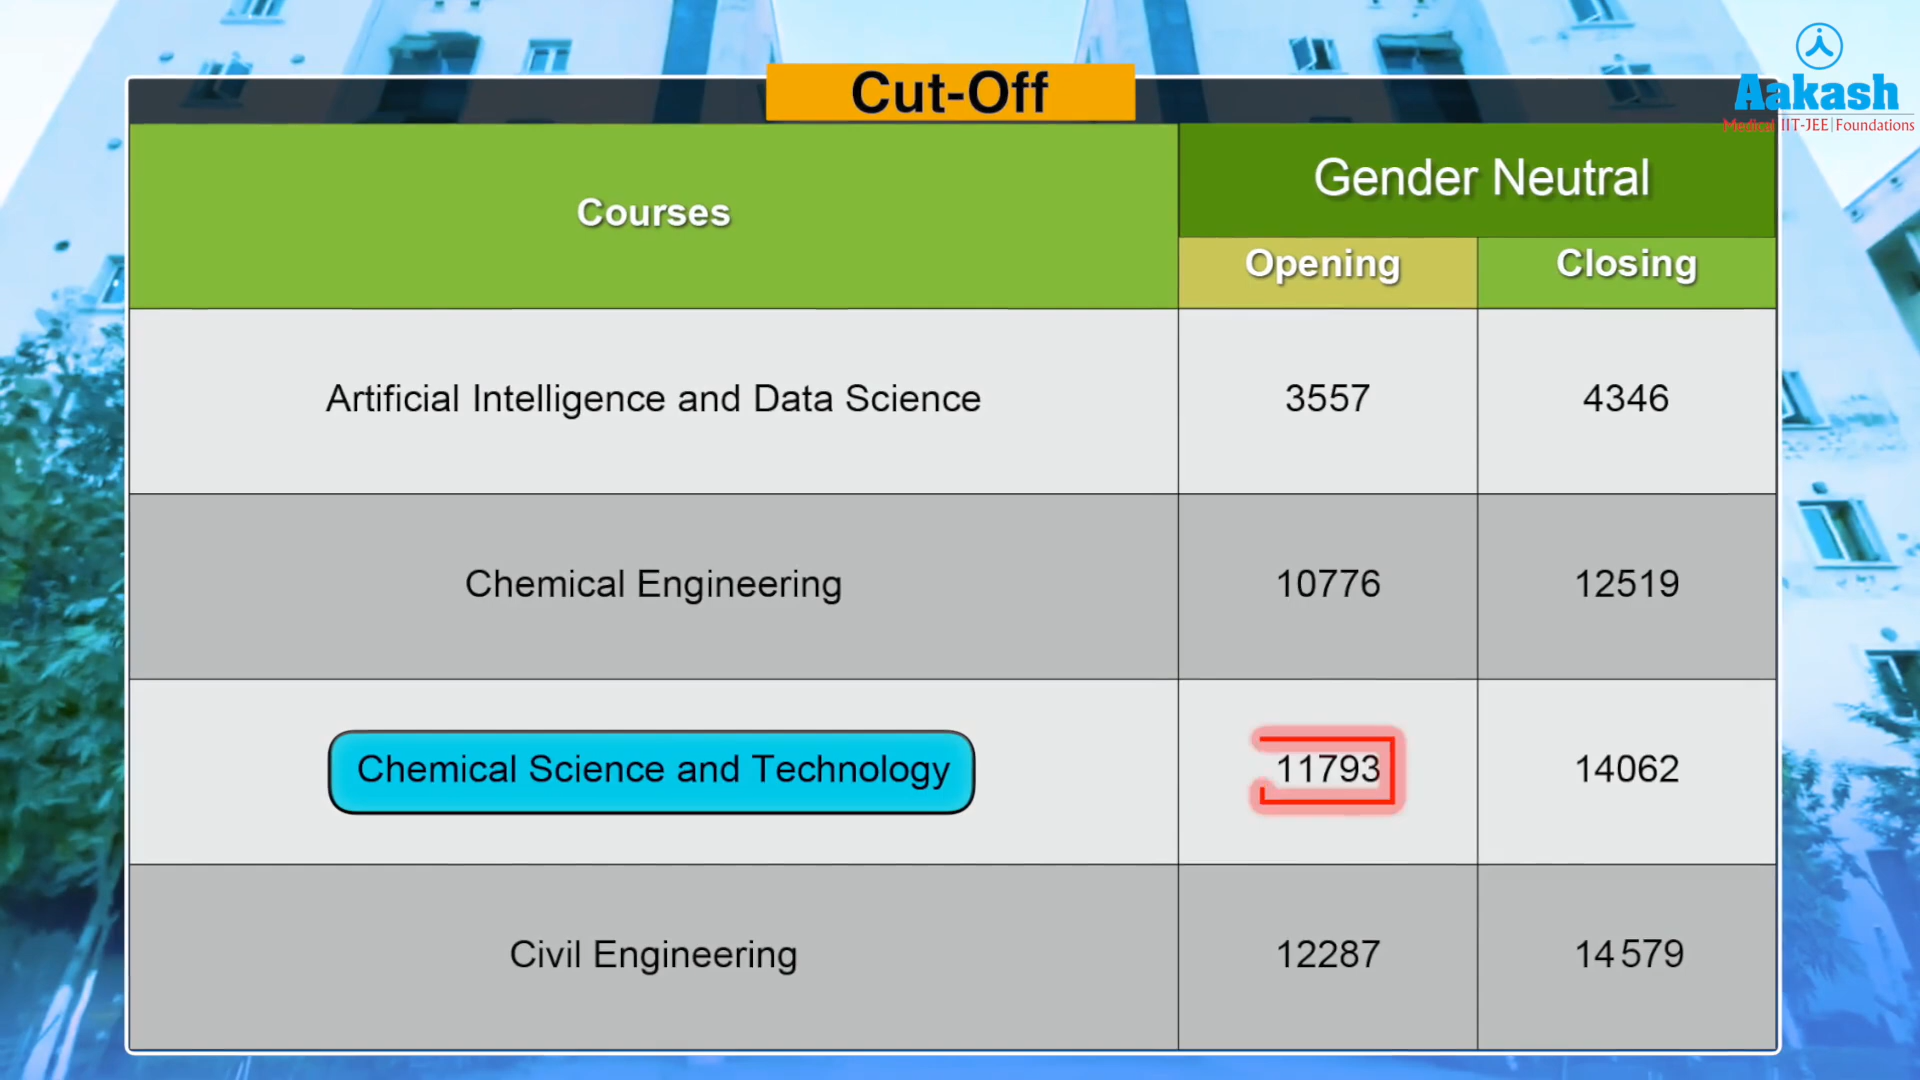 Cut-Off
Aakash
Medical IIT-JEE|Foundations
Courses
Gender Neutral
Opening
Closing
Artificial Intelligence and Data Science
3557
4346
Chemical Engineering
10776
12519
Chemical Science and Technology
11793
14062
Civil Engineering
12287
14579